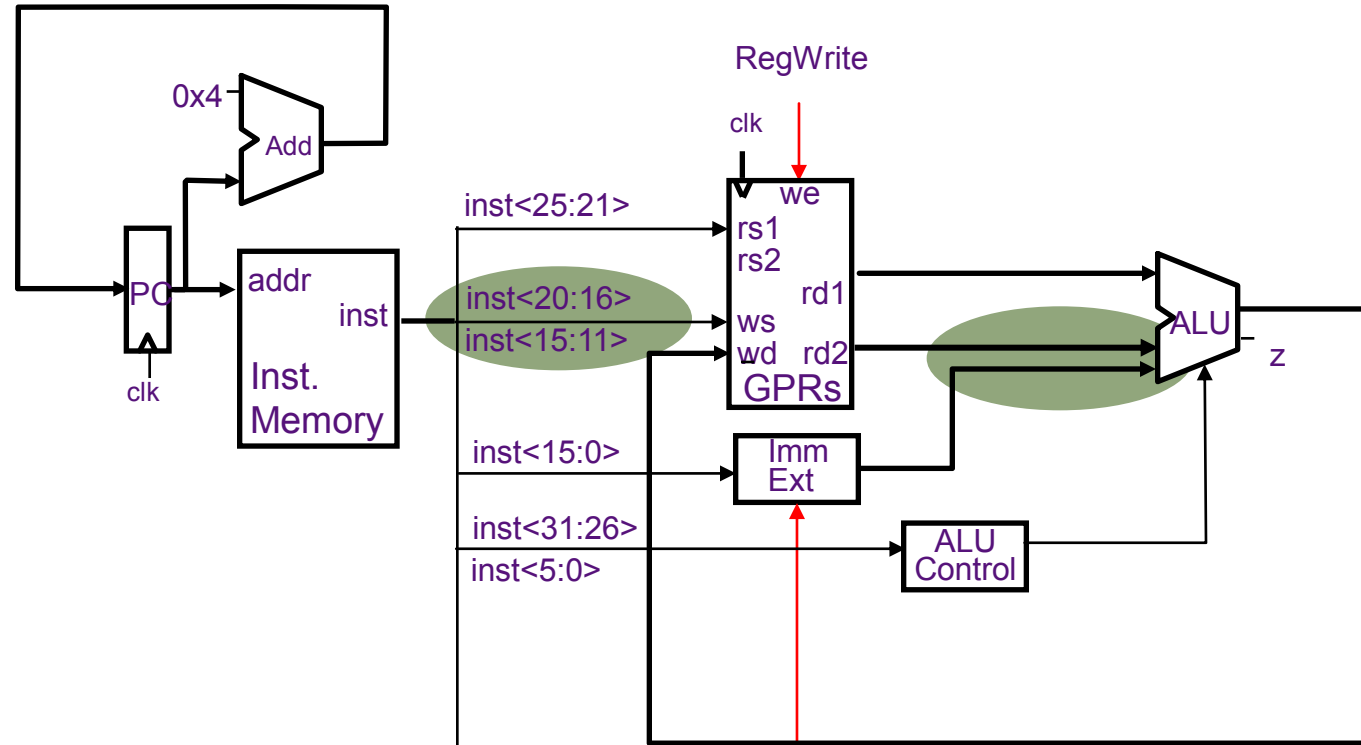 RegWrite
0x4
Add
clk
we
inst<25:21>
rs1
rs2
PC
addr
inst
inst<20:16>
inst<15:11>
ws
wd
rd1
rd2
ALU
z
clk
Inst.
Memory
GPRs
inst<15:0>
Imm
Ext
inst<31:26>
inst<5:0>
ALU
Control